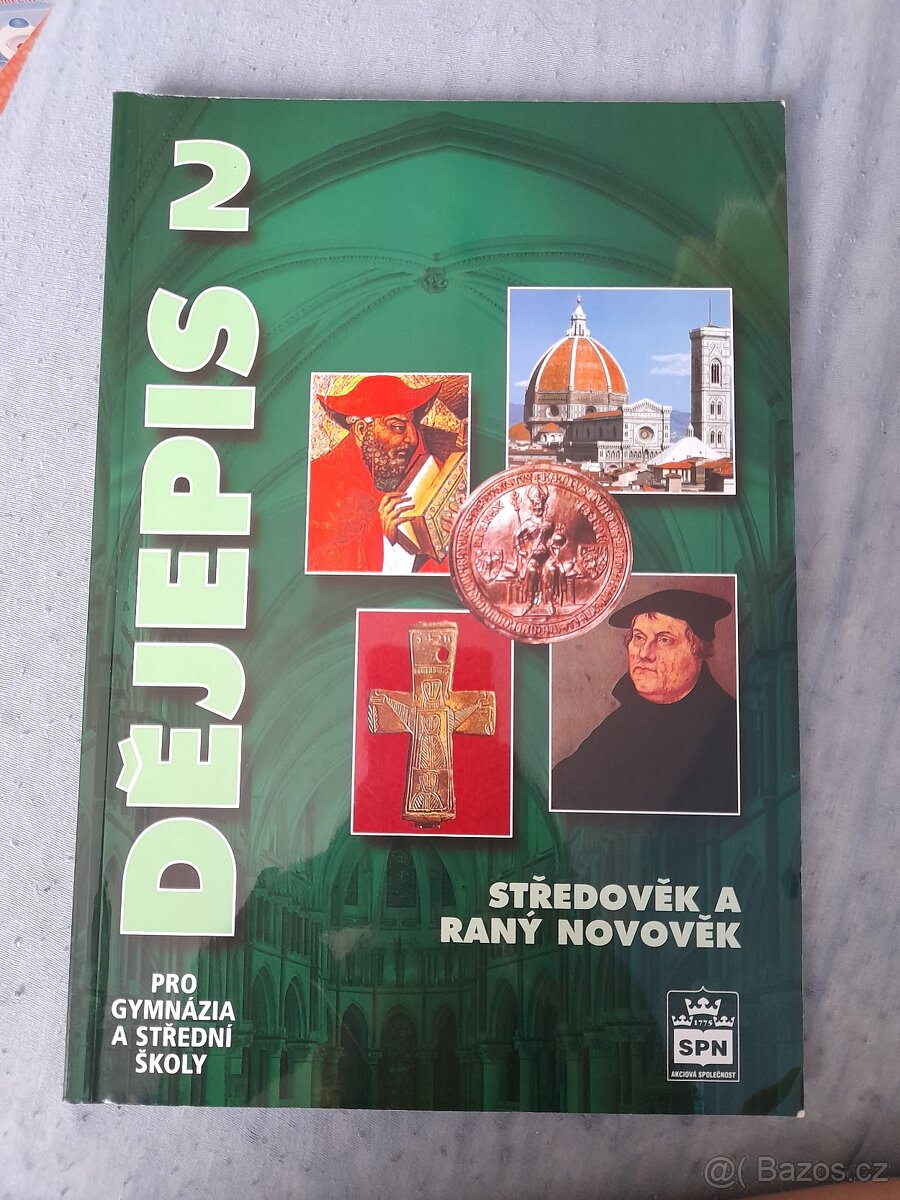 DĚJEPIS 2
STŘEDOVĚK A
RANÝ NOVOVĚK
PRO
GYMNÁZIA
A STŘEDNÍ
ŠKOLY
1775
SPN
AKCIOVÁ SPOLEČNOST
@( Bazos.cz